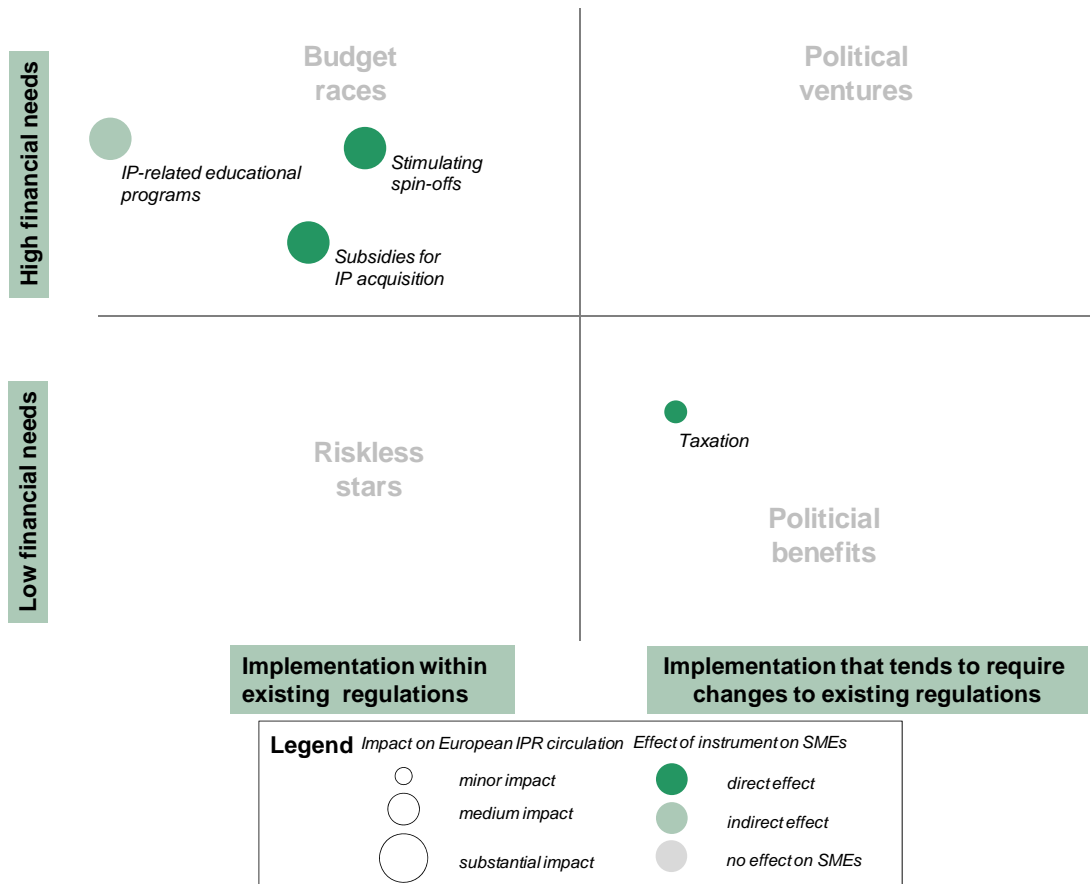 High financial needs
Budget
races
Political
ventures
IP-related educational
programs
Stimulating
spin-offs
Subsidies for
IP acquisition
Low financial needs
Riskless
stars
Taxation
Politicial
benefits
Implementation within
existing regulations
Implementation that tends to require
changes to existing regulations
Legend Impact on European IPR circulation Effect of instrument on SMEs
minor impact direct effect
medium impact indirect effect
substantial impact no effect on SMEs